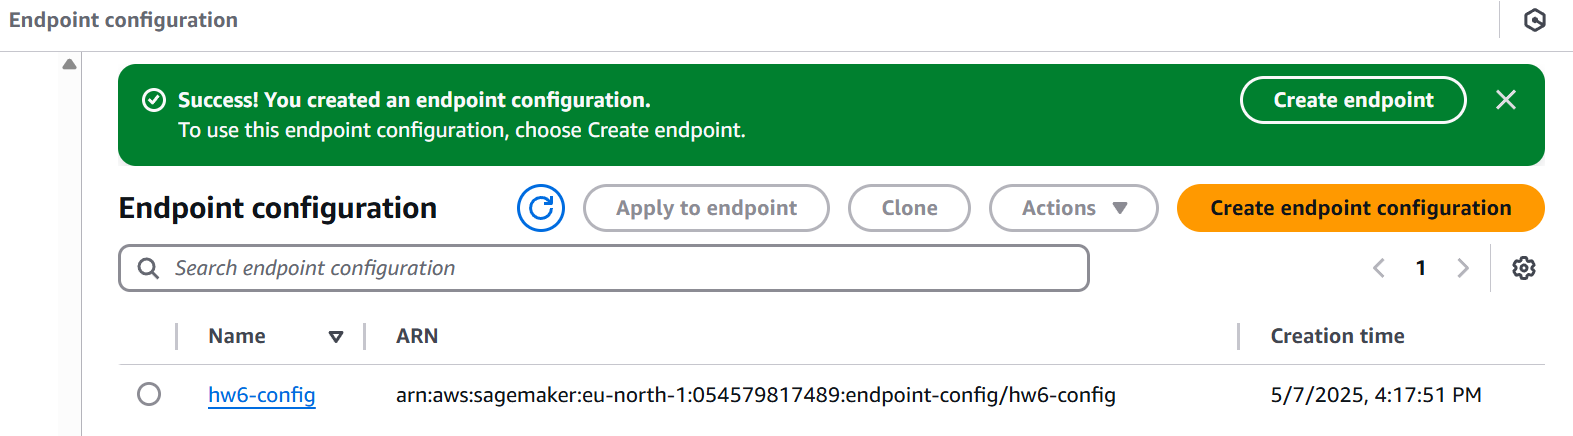 Endpoint configuration
Success! You created an endpoint configuration.
Create endpoint
To use this endpoint configuration, choose Create endpoint.
Endpoint configuration
Apply to endpoint
Clone
Actions
Create endpoint configuration
Search endpoint configuration
1
Name
ARN
Creation time
hw6-config
arn:aws:sagemaker:eu-north-1:054579817489:endpoint-config/hw6-config
5/7/2025, 4:17:51 PM